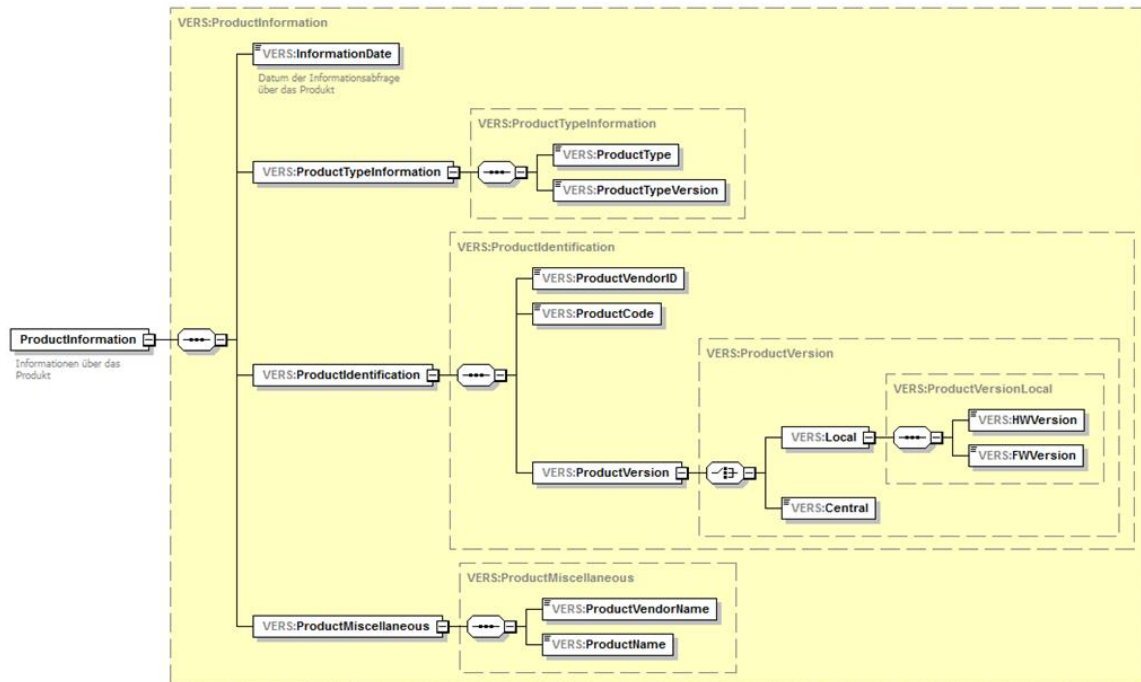 VERS:ProductInformation
VERS:InformationDate
Datum der Informationsabfrage
über das Produkt
VERS:ProductTypeInformation
VERS:ProductTypeInformation
VERS:ProductType
VERS:ProductTypeVersion
VERS:ProductIdentification
VERS:ProductVendorID
VERS:ProductCode
ProductInformation
Informationen über das
Produkt
VERS:ProductIdentification
VERS:ProductVersion
VERS:ProductVersionLocal
VERS:HWVersion
VERS:Local
VERS:FWVersion
VERS:ProductVersion
VERS:Central
VERS:ProductMiscellaneous
VERS:ProductVendorName
VERS:ProductMiscellaneous
VERS:ProductName